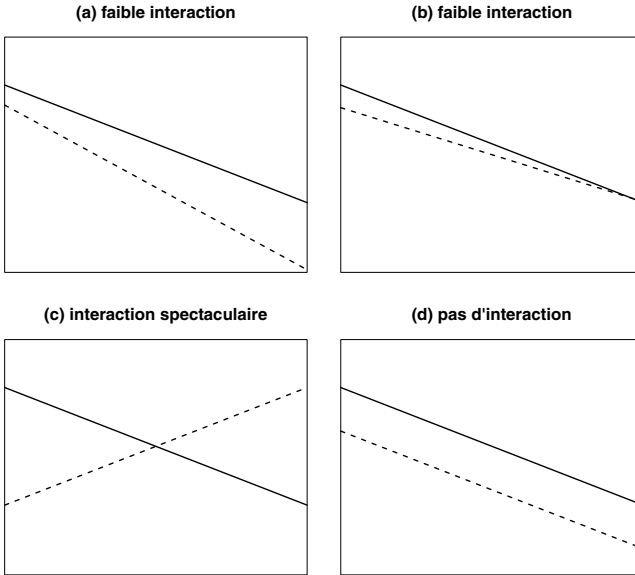 (a) faible interaction
(b) faible interaction
(c) interaction spectaculaire
(d) pas d'interaction